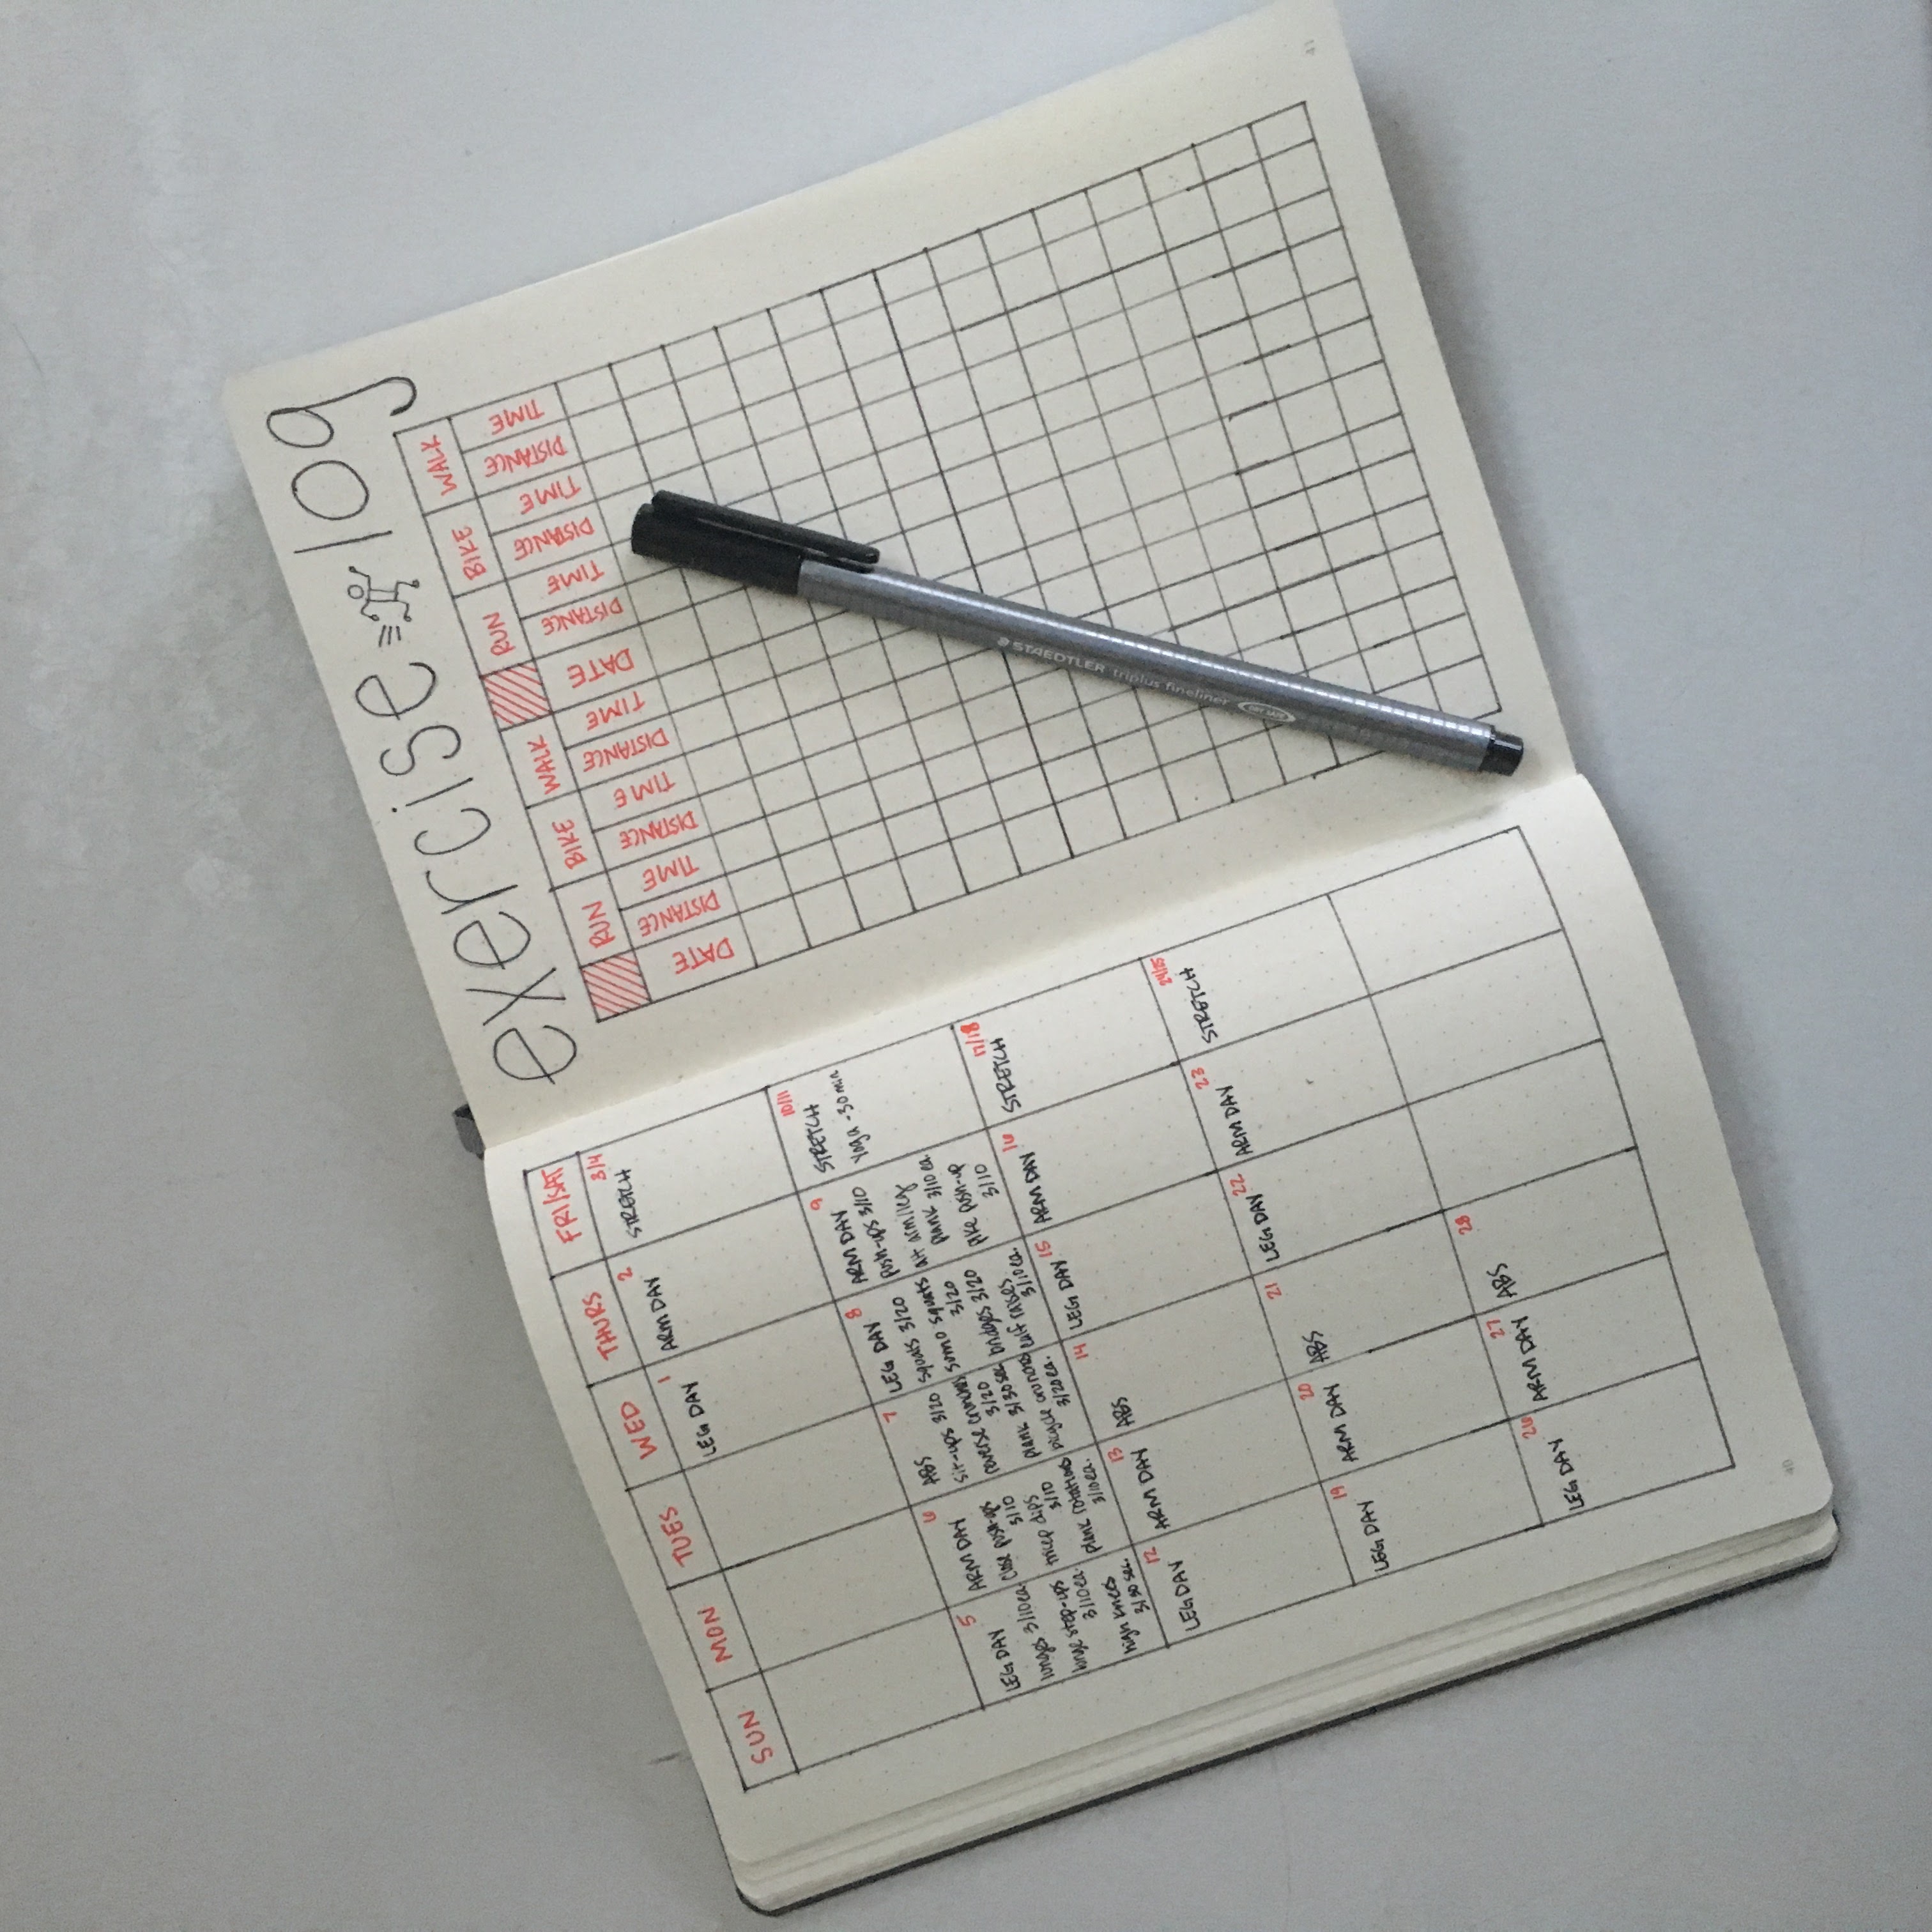 SUN MON TUES WED THURS FRI/SAT
1 2 3/4
LEG DAY ARM DAY STRETCH
5
LEG DAY
lunges 3/10 ea.
lunge step-ups
3/10 ea.
high knees
3/30 sec.
6
ARM DAY
close push-ups
3/10
tricep dips
3/10
plank rotations
3/10 ea.
7
ABS
sit-ups 3/20
reverse crunches
3/20
plank 3/30 sec.
bicycle crunches
3/20 ea.
8
LEG DAY
squats 3/20
sumo squats
3/20
bridges 3/20
calf raises
3/10 ea.
9
ARM DAY
push-ups 3/10
alt arm/leg
plank 3/10 ea.
pike push-up
3/10
10/11
STRETCH
yoga - 30 min
12
LEG DAY
13
ARM DAY
14
ABS
15
LEG DAY
16
ARM DAY
17/18
STRETCH
19
LEG DAY
20
ARM DAY
21
ABS
22
LEG DAY
23
ARM DAY
24/25
STRETCH
26
LEG DAY
27
ARM DAY
28
ABS
40
exercise log
RUN BIKE WALK RUN BIKE WALK
DATE DISTANCE TIME DISTANCE TIME DISTANCE TIME DATE DISTANCE TIME DISTANCE TIME DISTANCE TIME
STAEDTLER triplus fineliner
41